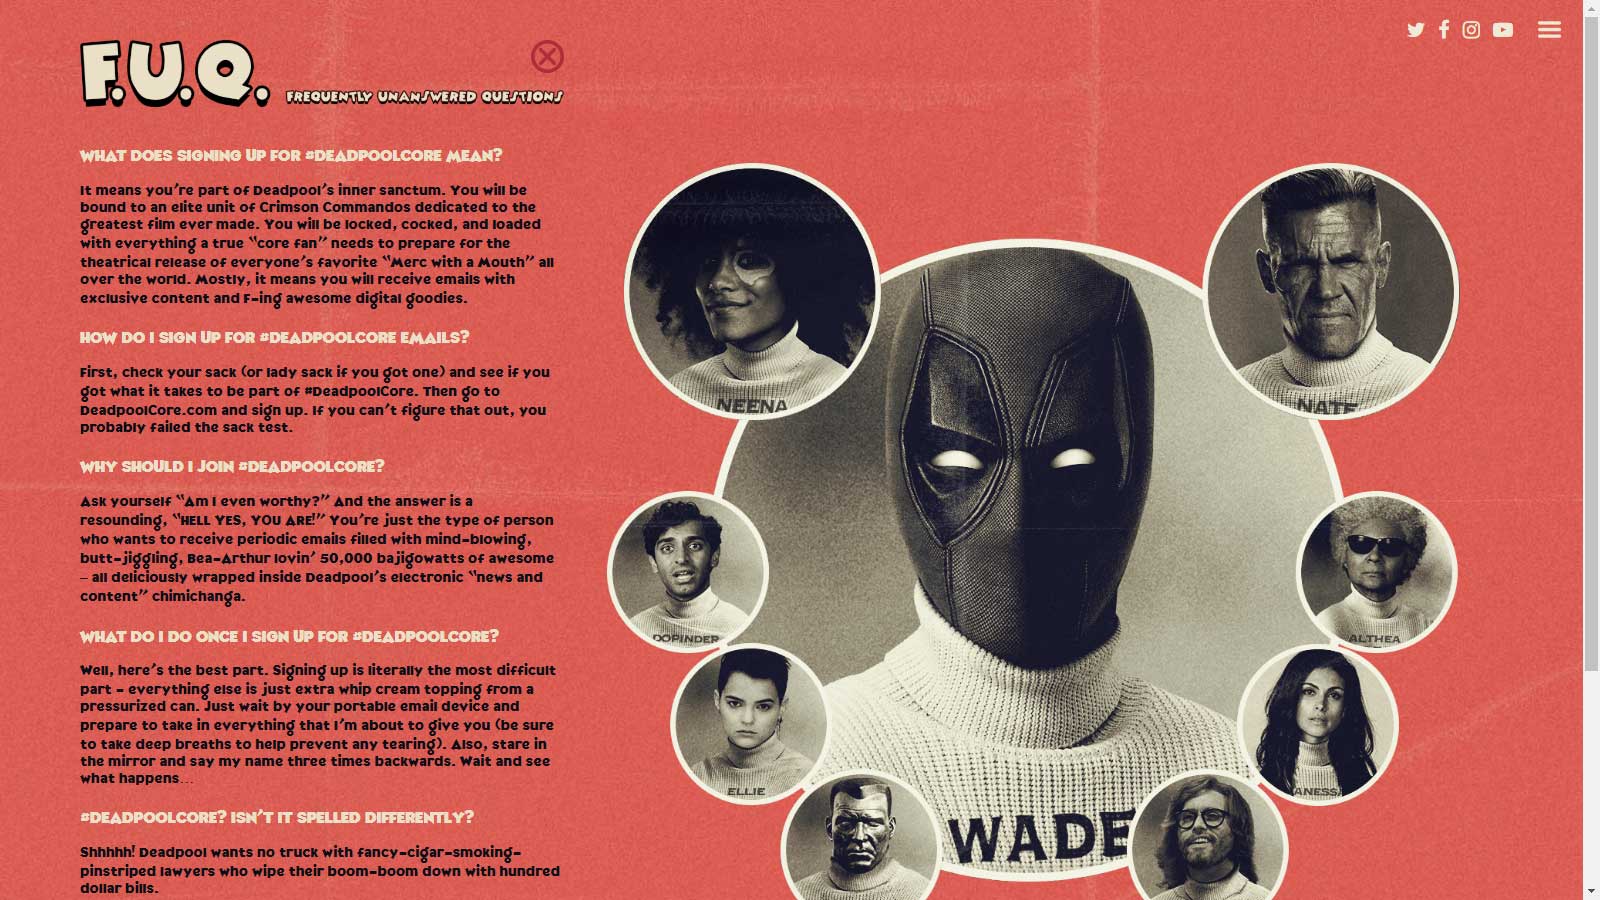 F.U.Q. FREQUENTLY UNANSWERED QUESTIONS
WHAT DOES SIGNING UP FOR #DEADPOOLCORE MEAN?
It means you're part of Deadpool's inner sanctum. You will be
bound to an elite unit of Crimson Commandos dedicated to the
greatest film ever made. You will be locked, cocked, and loaded
with everything a true “core fan” needs to prepare for the
theatrical release of everyone's favorite “Merc with a Mouth” all
over the world. Mostly, it means you will receive emails with
exclusive content and F-ing awesome digital goodies.
HOW DO I SIGN UP FOR #DEADPOOLCORE EMAILS?
First, check your sack (or lady sack if you got one) and see if you
got what it takes to be part of #DeadpoolCore. Then go to
DeadpoolCore.com and sign up. If you can't figure that out, you
probably failed the sack test.
WHY SHOULD I JOIN #DEADPOOLCORE?
Ask yourself “Am I even worthy?” And the answer is a
resounding, “HELL YES, YOU ARE!” You're just the type of person
who wants to receive periodic emails filled with mind-blowing,
butt-jiggling, Bea-Arthur lovin' 50,000 bajigowatts of awesome
– all deliciously wrapped inside Deadpool's electronic “news and
content” chimichanga.
WHAT DO I DO ONCE I SIGN UP FOR #DEADPOOLCORE?
Well, here's the best part. Signing up is literally the most difficult
part - everything else is just extra whip cream topping from a
pressurized can. Just wait by your portable email device and
prepare to take in everything that I'm about to give you (be sure
to take deep breaths to help prevent any tearing). Also, stare in
the mirror and say my name three times backwards. Wait and see
what happens...
#DEADPOOLCORE? ISN'T IT SPELLED DIFFERENTLY?
Shhhhh! Deadpool wants no truck with fancy-cigar-smoking-
pinstriped lawyers who wipe their boom-boom down with hundred
dollar bills.
NEENA
NATE
DOPINDER
ALTHEA
ELLIE
ANESSA
WADE